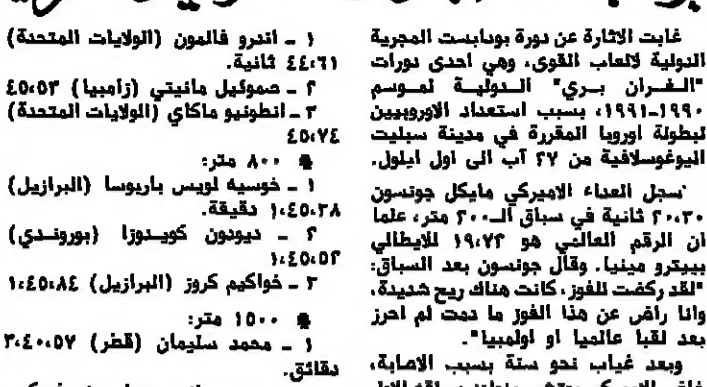 غابت الاثارة عن دورة بودابست المجرية
الدولية لالعاب القوى، وهي احدى دورات
"الغران بري" الدولية لموسم
١٩٩٠-١٩٩١، بسبب استعداد الاوروبيين
لبطولة اوروبا المقررة في مدينة سبليت
اليوغوسلافية من ٢٧ آب الى اول ايلول.
سجل العداء الاميركي مايكل جونسون
٢٠،٣٠ ثانية في سباق الـ٢٠٠ متر، علما
ان الرقم العالمي هو ١٩،٧٢ للايطالي
بييترو مينيا. وقال جونسون بعد السباق:
"لقد ركضت للفوز، كانت هناك ريح شديدة،
وانا راض عن هذا الفوز ما دمت لم احرز
بعد لقبا عالميا او اولمبيا".
وبعد غياب نحو ستة بسبب الاصابة،
١ - اندرو فالمون (الولايات المتحدة)
٤٤،٦١ ثانية.
٢ - صموئيل ماتيتي (زامبيا) ٤٥،٥٣
٣ - انطونيو ماكاي (الولايات المتحدة)
٤٥،٧٤
٨٠٠ متر:
١ - خوسيه لويس باربوسا (البرازيل)
١،٤٥،٣٨ دقيقة.
٢ - ديودون كويدوزا (بوروندي)
١،٤٥،٥٢
٣ - خواكيم كروز (البرازيل) ١،٤٥،٨٤
١٥٠٠ متر:
١ - محمد سليمان (قطر) ٣،٤٠،٥٧
دقائق.